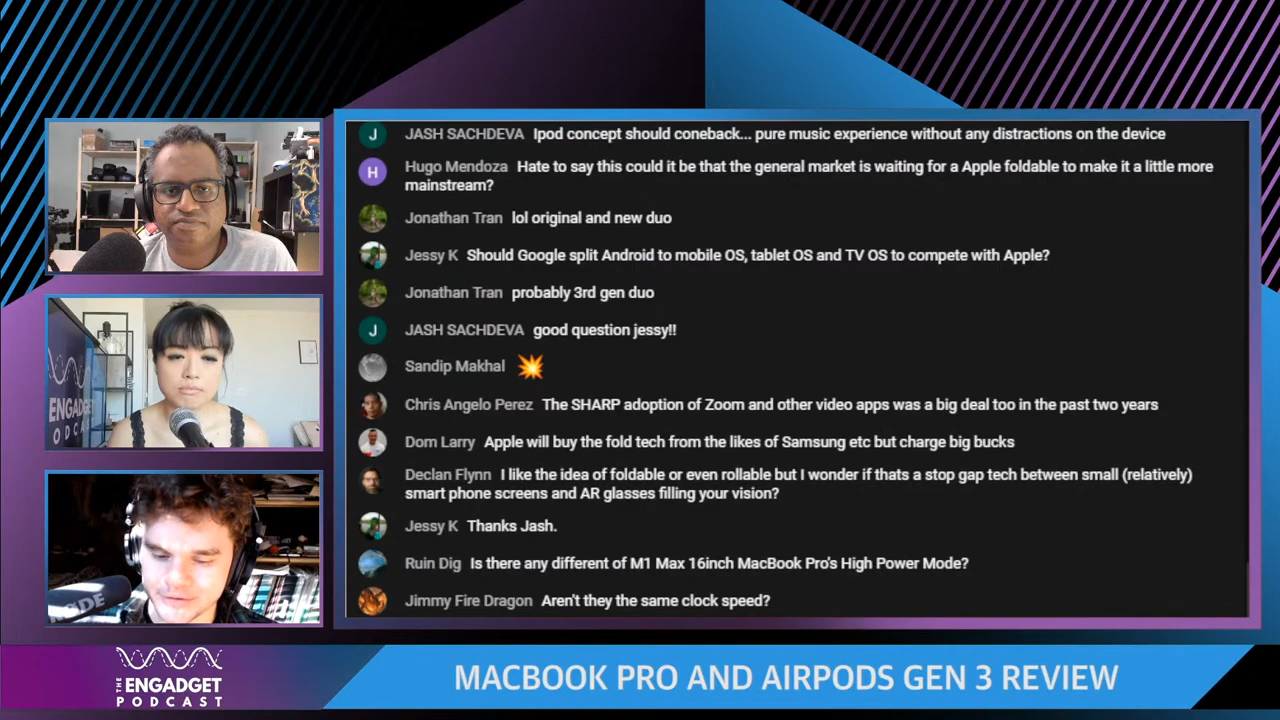 J JASH SACHDEVA Ipod concept should coneback... pure music experience without any distractions on the device
H Hugo Mendoza Hate to say this could it be that the general market is waiting for a Apple foldable to make it a little more
mainstream?
Jonathan Tran lol original and new duo
Jessy K Should Google split Android to mobile OS, tablet OS and TV OS to compete with Apple?
Jonathan Tran probably 3rd gen duo
J JASH SACHDEVA good question jessy!!
Sandip Makhal 💥
Chris Angelo Perez The SHARP adoption of Zoom and other video apps was a big deal too in the past two years
Dom Larry Apple will buy the fold tech from the likes of Samsung etc but charge big bucks
Declan Flynn I like the idea of foldable or even rollable but I wonder if thats a stop gap tech between small (relatively)
smart phone screens and AR glasses filling your vision?
Jessy K Thanks Jash.
Ruin Dig Is there any different of M1 Max 16inch MacBook Pro's High Power Mode?
Jimmy Fire Dragon Aren't they the same clock speed?
ENGADG
ODC
THE
ENGADGET
PODCAST
MACBOOK PRO AND AIRPODS GEN 3 REVIEW